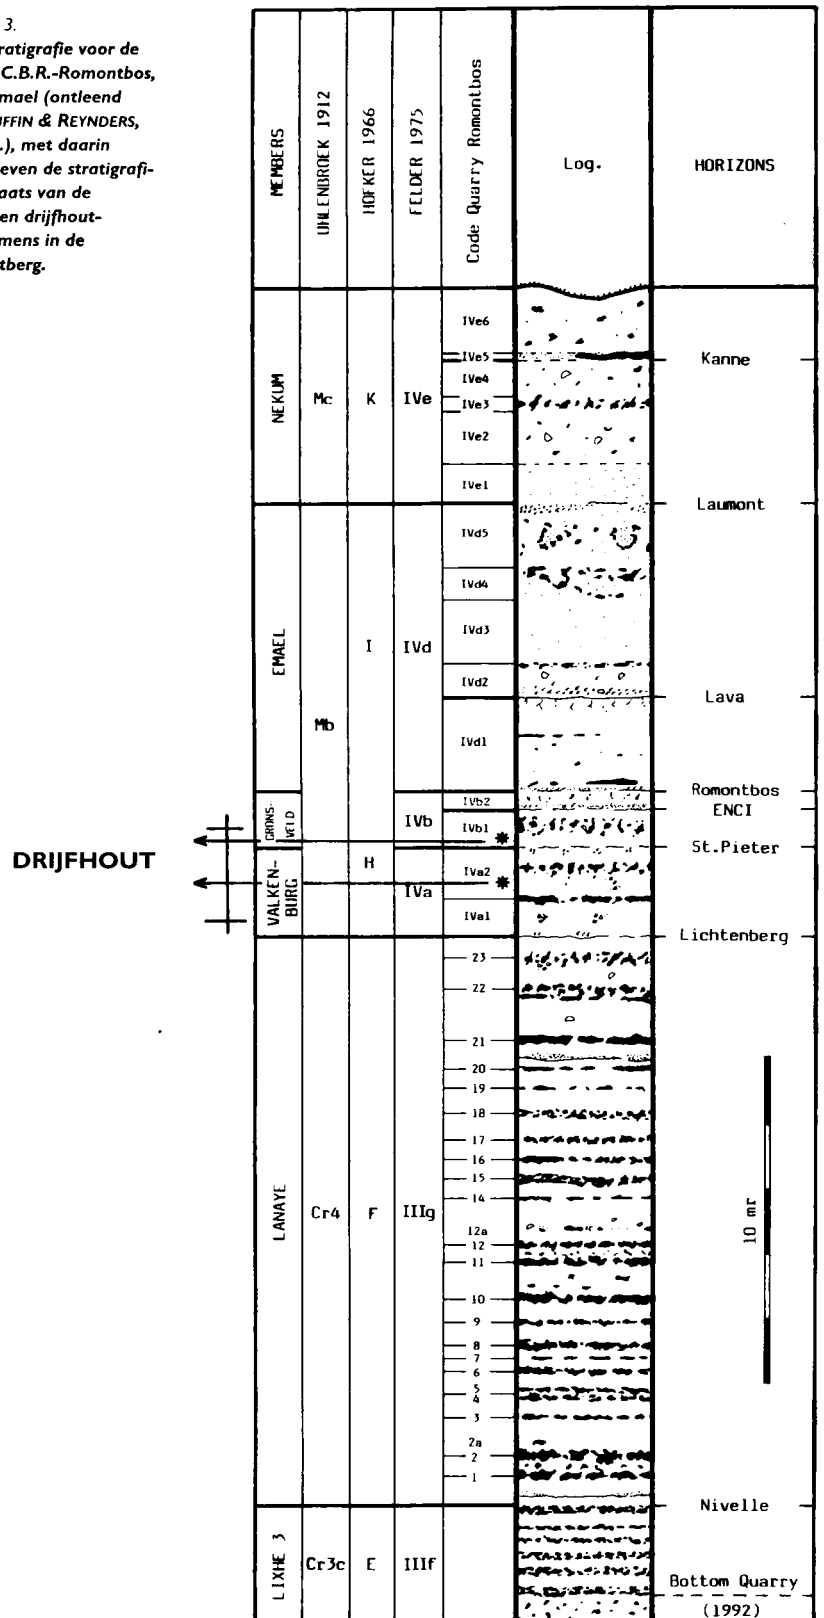 3.
ratigrafie voor de
C.B.R.-Romontbos,
mael (ontleend
UFFIN & REYNDERS,
.), met daarin
even de stratigrafi-
aats van de
en drijfhout-
mens in de
tberg.
MEMBERS
UHLENBROEK 1912
HOFKER 1966
FELDER 1975
Code Quarry Romontbos
Log.
HORIZONS
NEKUM
Mc
K
IVe
IVe6
IVe5
Kanne
IVe4
IVe3
IVe2
IVe1
Laumont
EMAEL
Mb
I
IVd
IVd5
IVd4
IVd3
IVd2
Lava
IVd1
Romontbos
GRONS-
VELD
IVb
IVb2
ENCI
IVb1
*
St.Pieter
DRIJFHOUT
VALKEN-
BURG
H
IVa
IVa2
*
IVa1
Lichtenberg
LANAYE
Cr4
F
IIIg
23
22
21
20
19
18
17
16
15
14
12a
12
11
10
9
8
7
6
5
4
3
2a
2
1
10 mr
Nivelle
LIXHE 3
Cr3c
E
IIIf
Bottom Quarry
(1992)